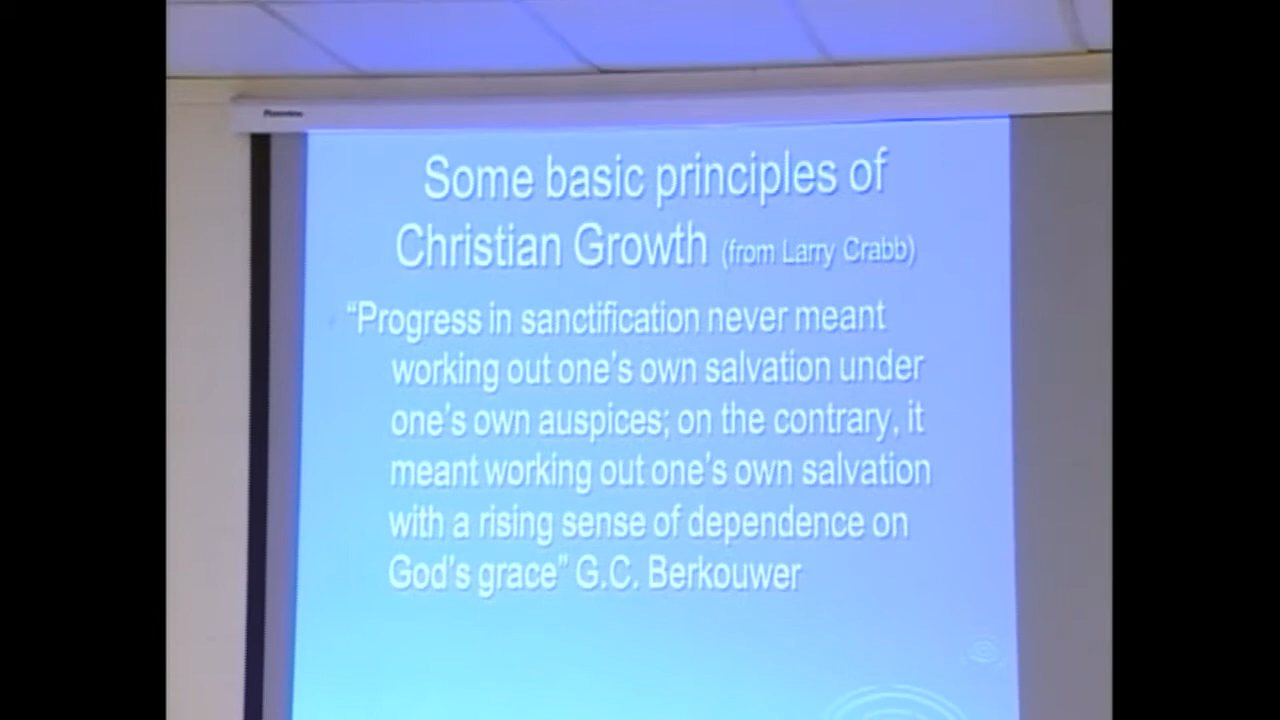 Some basic principles of
Christian Growth (from Larry Crabb)
“Progress in sanctification never meant
working out one’s own salvation under
one’s own auspices; on the contrary, it
meant working out one’s own salvation
with a rising sense of dependence on
God’s grace” G.C. Berkouwer